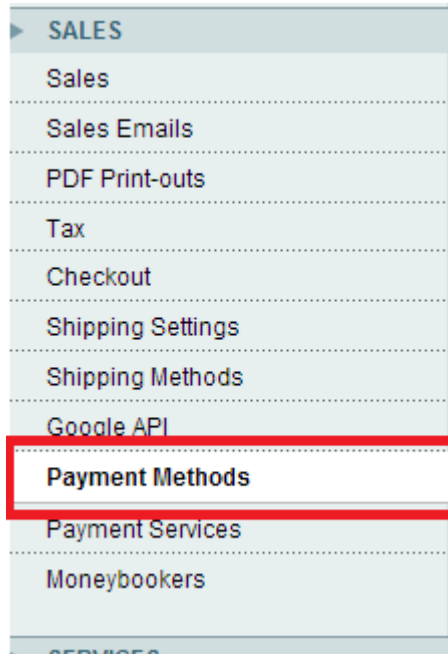 SALES
Sales
Sales Emails
PDF Print-outs
Tax
Checkout
Shipping Settings
Shipping Methods
Google API
Payment Methods
Payment Services
Moneybookers
SERVICES